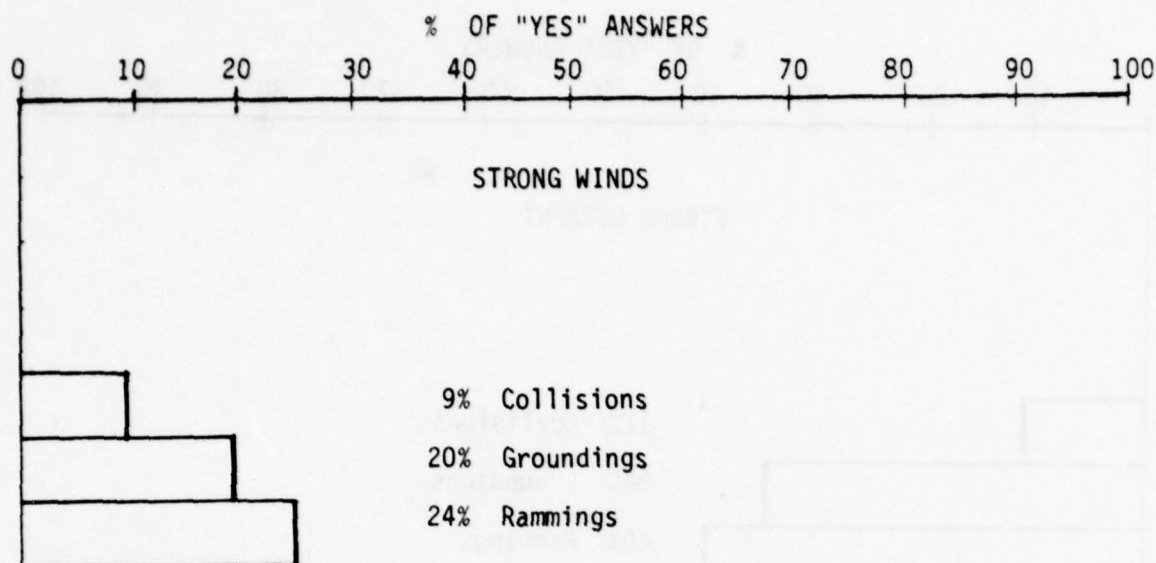 % OF "YES" ANSWERS
0 10 20 30 40 50 60 70 80 90 100
STRONG WINDS
9% Collisions
20% Groundings
24% Rammings